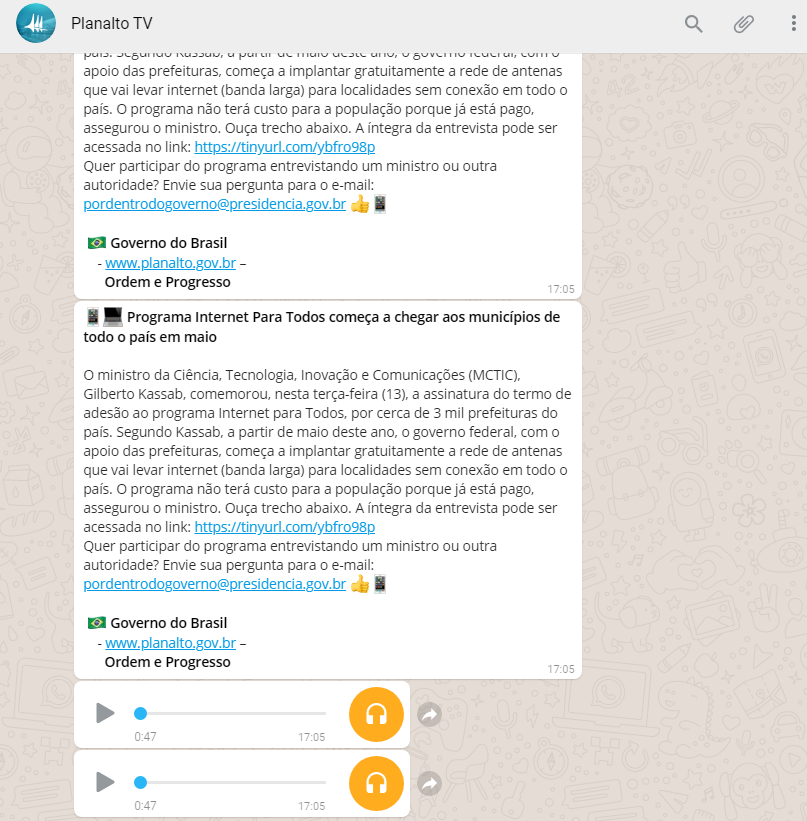 Planalto TV
país. Segundo Kassab, a partir de maio deste ano, o governo federal, com o
apoio das prefeituras, começa a implantar gratuitamente a rede de antenas
que vai levar internet (banda larga) para localidades sem conexão em todo o
país. O programa não terá custo para a população porque já está pago,
assegurou o ministro. Ouça trecho abaixo. A íntegra da entrevista pode ser
acessada no link: https://tinyurl.com/ybfro98p
Quer participar do programa entrevistando um ministro ou outra
autoridade? Envie sua pergunta para o e-mail:
pordentrodogoverno@presidencia.gov.br 👍📱
🇧🇷 Governo do Brasil
- www.planalto.gov.br –
Ordem e Progresso
17:05
📱💻 Programa Internet Para Todos começa a chegar aos municípios de
todo o país em maio
O ministro da Ciência, Tecnologia, Inovação e Comunicações (MCTIC),
Gilberto Kassab, comemorou, nesta terça-feira (13), a assinatura do termo de
adesão ao programa Internet para Todos, por cerca de 3 mil prefeituras do
país. Segundo Kassab, a partir de maio deste ano, o governo federal, com o
apoio das prefeituras, começa a implantar gratuitamente a rede de antenas
que vai levar internet (banda larga) para localidades sem conexão em todo o
país. O programa não terá custo para a população porque já está pago,
assegurou o ministro. Ouça trecho abaixo. A íntegra da entrevista pode ser
acessada no link: https://tinyurl.com/ybfro98p
Quer participar do programa entrevistando um ministro ou outra
autoridade? Envie sua pergunta para o e-mail:
pordentrodogoverno@presidencia.gov.br 👍📱
🇧🇷 Governo do Brasil
- www.planalto.gov.br –
Ordem e Progresso
17:05
0:47 17:05
0:47 17:05